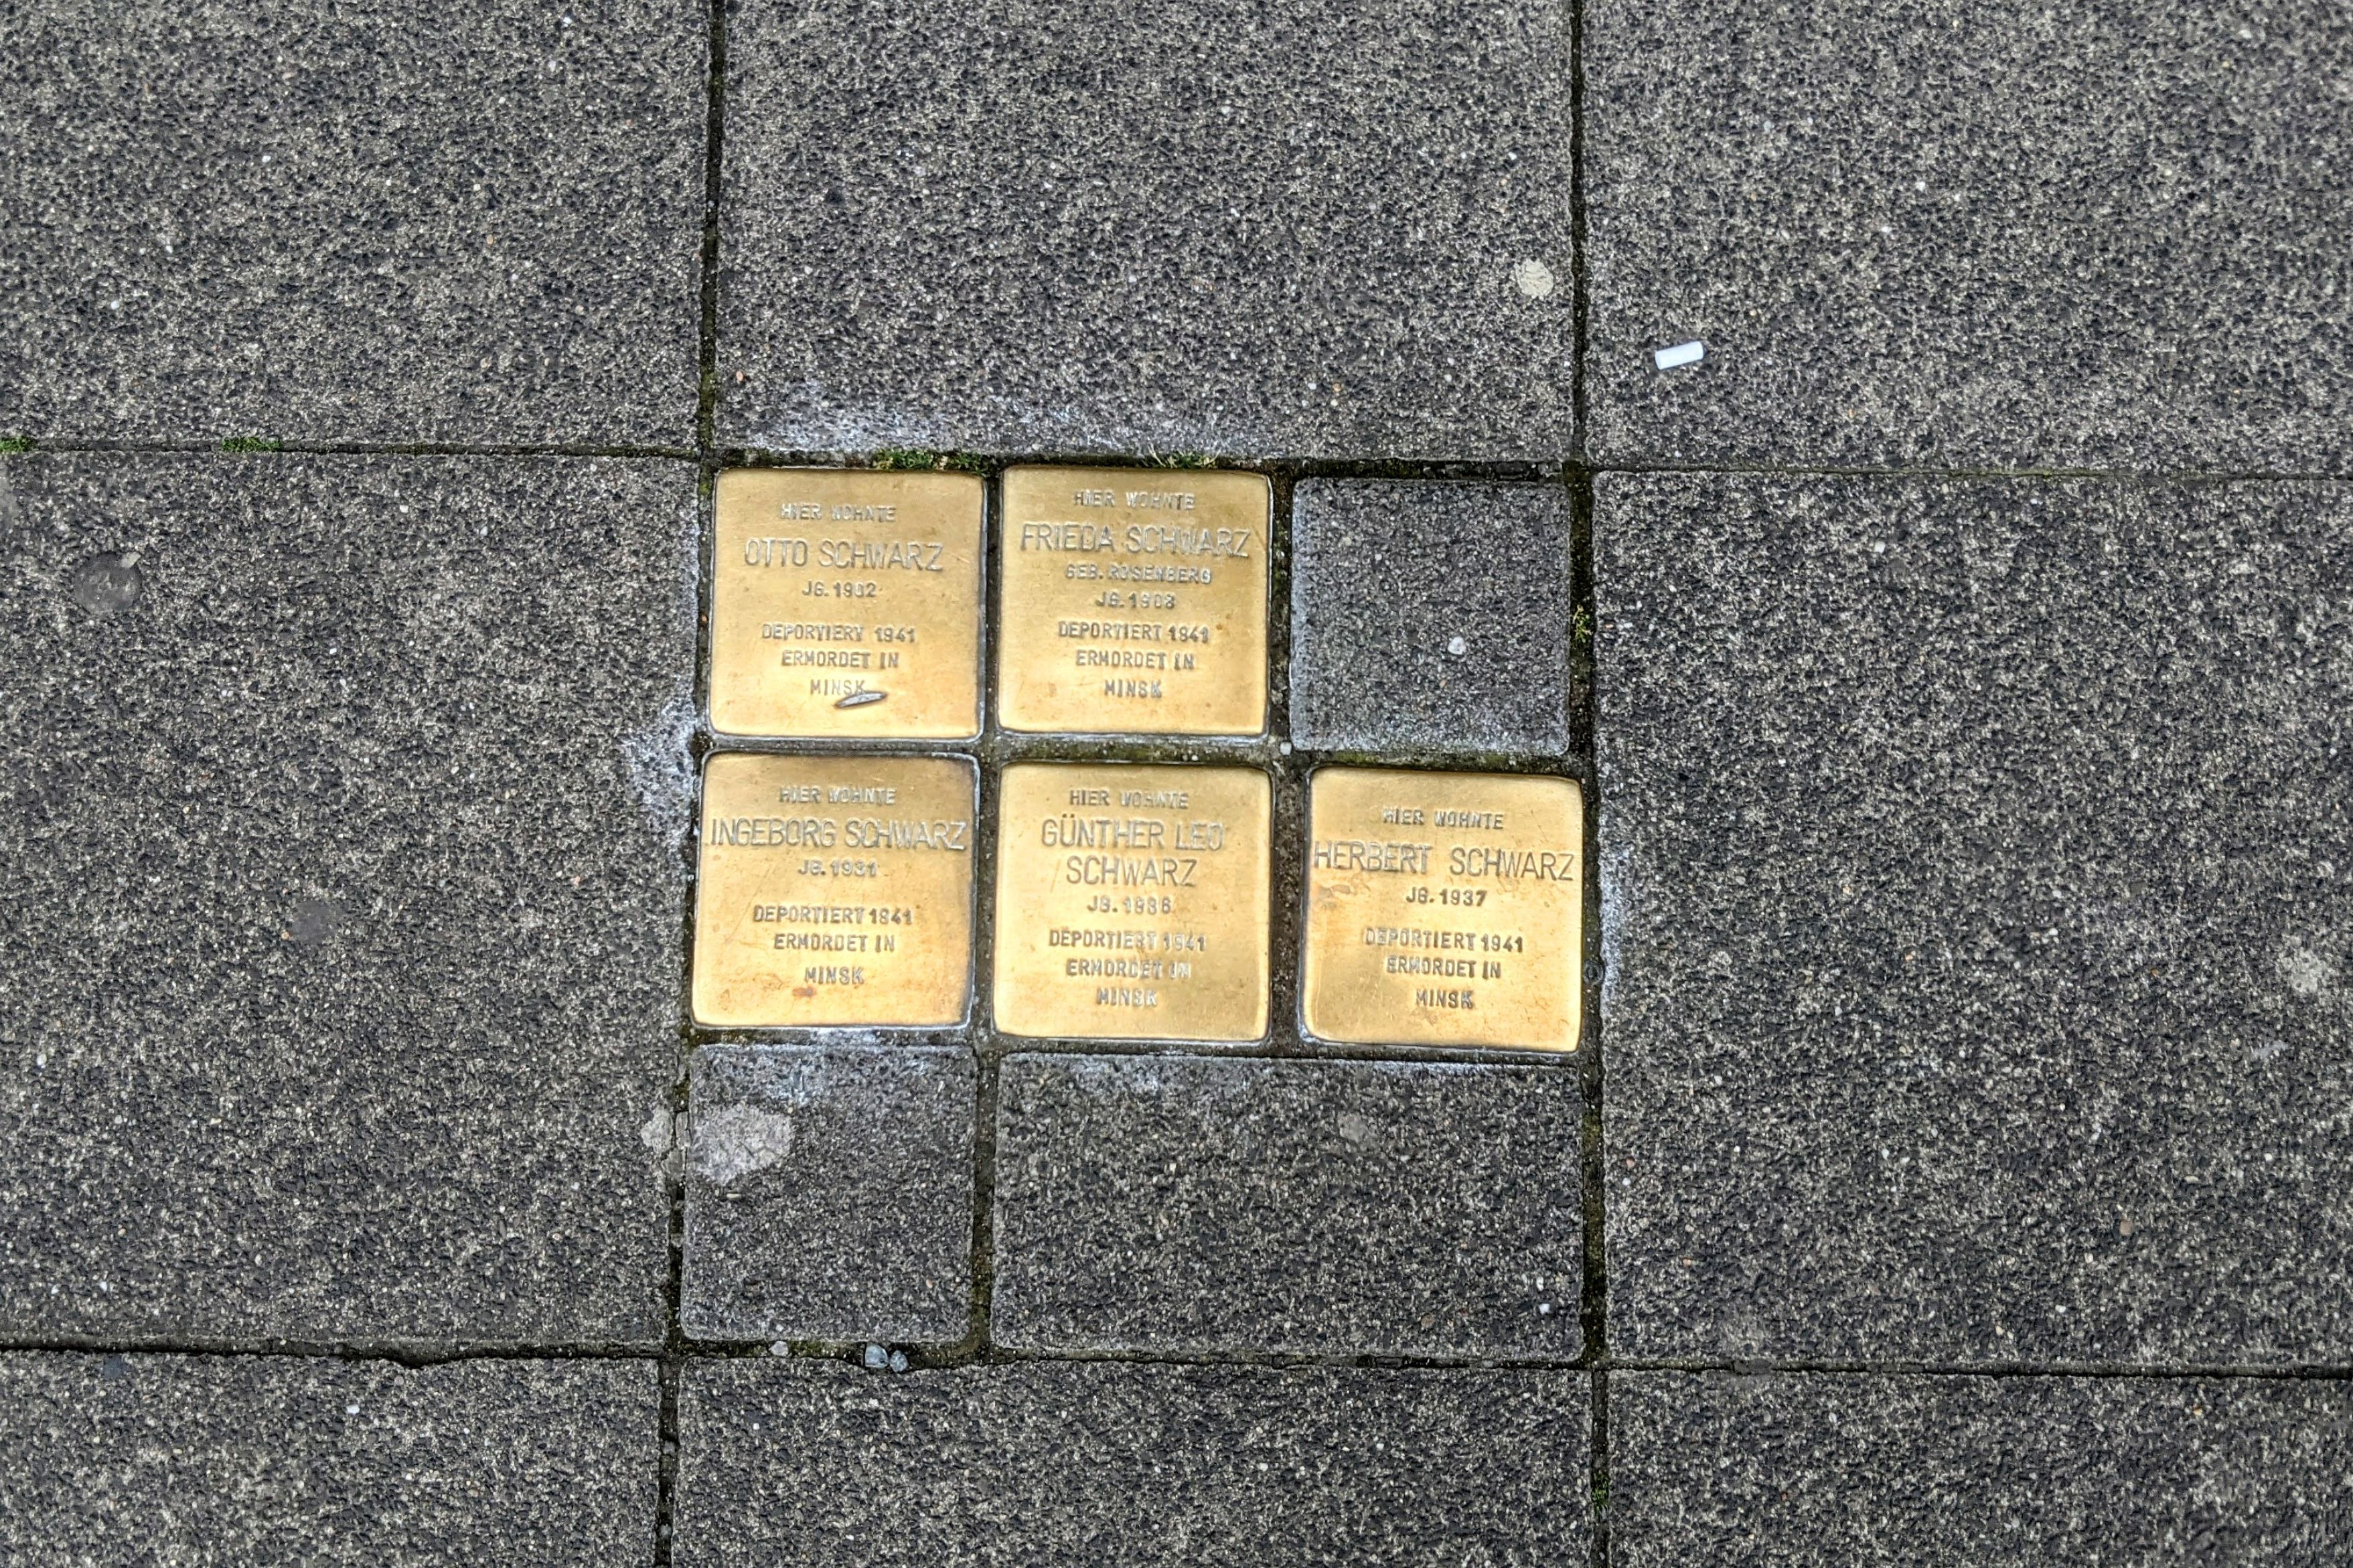 HIER WOHNTE
OTTO SCHWARZ
JG. 1902
DEPORTIERT 1941
ERMORDET IN
MINSK
HIER WOHNTE
FRIEDA SCHWARZ
GEB. ROSENBERG
JG. 1908
DEPORTIERT 1941
ERMORDET IN
MINSK
HIER WOHNTE
INGEBORG SCHWARZ
JG. 1931
DEPORTIERT 1941
ERMORDET IN
MINSK
HIER WOHNTE
GÜNTHER LEO
SCHWARZ
JG. 1936
DEPORTIERT 1941
ERMORDET IN
MINSK
HIER WOHNTE
HERBERT SCHWARZ
JG. 1937
DEPORTIERT 1941
ERMORDET IN
MINSK